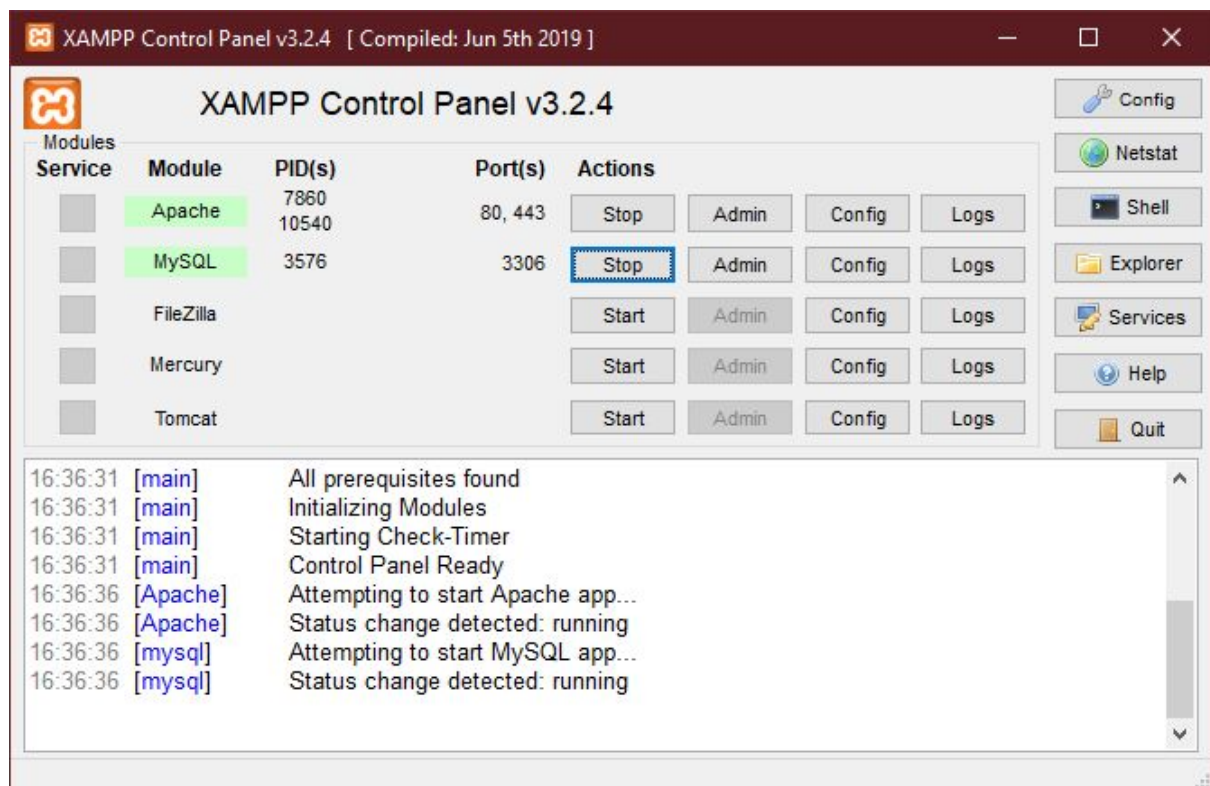 XAMPP Control Panel v3.2.4 [ Compiled: Jun 5th 2019 ]
XAMPP Control Panel v3.2.4
Config
Netstat
Shell
Explorer
Services
Help
Quit
Modules
Service Module PID(s) Port(s) Actions
Apache 7860 10540 80, 443 Stop Admin Config Logs
MySQL 3576 3306 Stop Admin Config Logs
FileZilla Start Admin Config Logs
Mercury Start Admin Config Logs
Tomcat Start Admin Config Logs
16:36:31 [main] All prerequisites found
16:36:31 [main] Initializing Modules
16:36:31 [main] Starting Check-Timer
16:36:31 [main] Control Panel Ready
16:36:36 [Apache] Attempting to start Apache app...
16:36:36 [Apache] Status change detected: running
16:36:36 [mysql] Attempting to start MySQL app...
16:36:36 [mysql] Status change detected: running